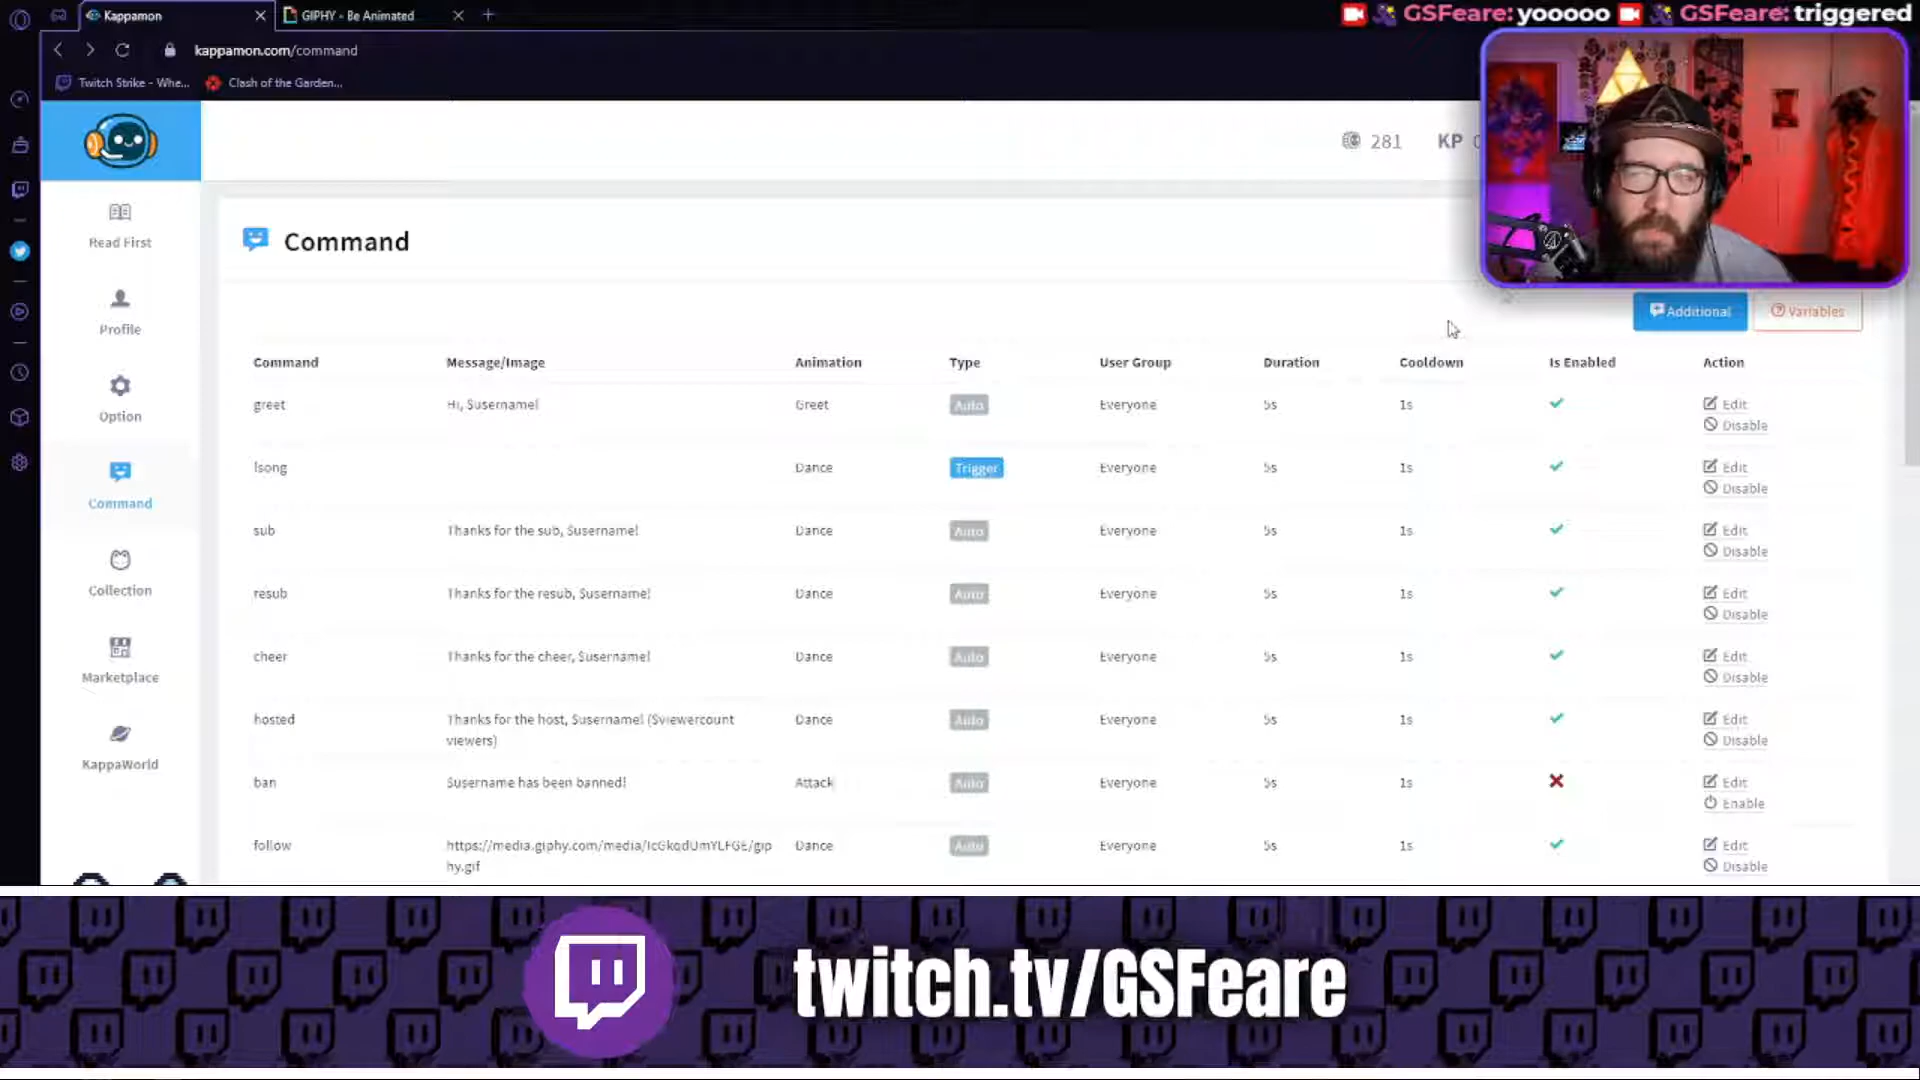 Kappamon
GIPHY - Be Animated
GSFeare: yooooo GSFeare: triggered
kappamon.com/command
Twitch Strike - Whe...
Clash of the Garden...
281 KP
Read First
Profile
Option
Command
Collection
Marketplace
KappaWorld
Command
Additional
Variables
Command Message/Image Animation Type User Group Duration Cooldown Is Enabled Action
greet Hi, $username! Greet Auto Everyone 5s 1s Edit
Disable
!song Dance Trigger Everyone 5s 1s Edit
Disable
sub Thanks for the sub, $username! Dance Auto Everyone 5s 1s Edit
Disable
resub Thanks for the resub, $username! Dance Auto Everyone 5s 1s Edit
Disable
cheer Thanks for the cheer, $username! Dance Auto Everyone 5s 1s Edit
Disable
hosted Thanks for the host, $username! ($viewercount Dance Auto Everyone 5s 1s Edit
viewers) Disable
ban $username has been banned! Attack Auto Everyone 5s 1s Edit
Enable
follow Dance Auto Everyone 5s 1s Edit
hy.gif Disable
twitch.tv/GSFeare